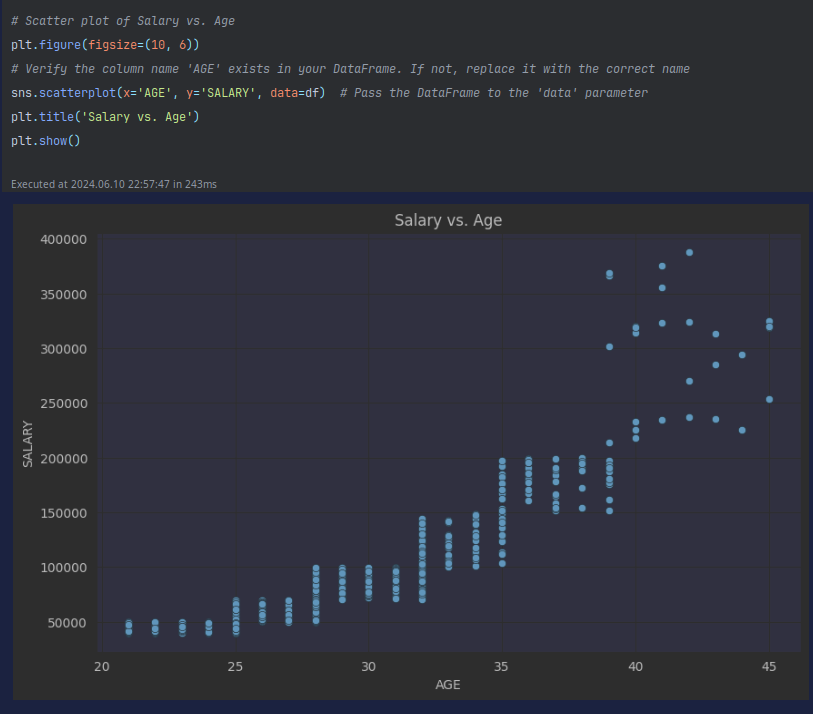 # Scatter plot of Salary vs. Age
plt.figure(figsize=(10, 6))
# Verify the column name 'AGE' exists in your DataFrame. If not, replace it with the correct name
sns.scatterplot(x='AGE', y='SALARY', data=df)  # Pass the DataFrame to the 'data' parameter
plt.title('Salary vs. Age')
plt.show()
Executed at 2024.06.10 22:57:47 in 243ms
Salary vs. Age
400000
350000
300000
250000
200000
150000
100000
50000
SALARY
20 25 30 35 40 45
AGE